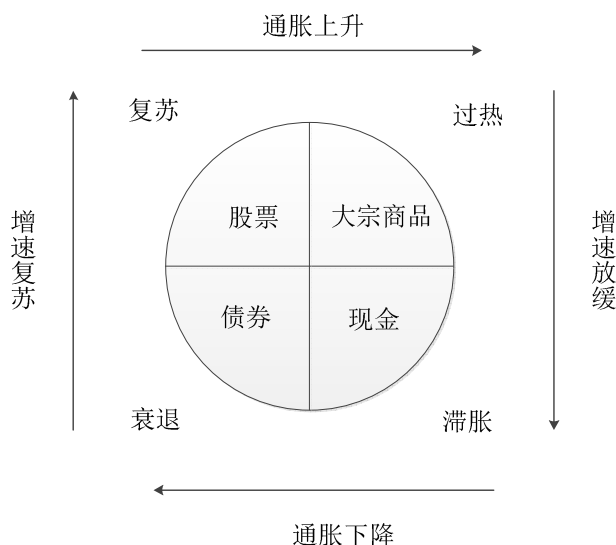 通胀上升
复苏
过热
股票
大宗商品
增速复苏
增速放缓
债券
现金
衰退
滞胀
通胀下降